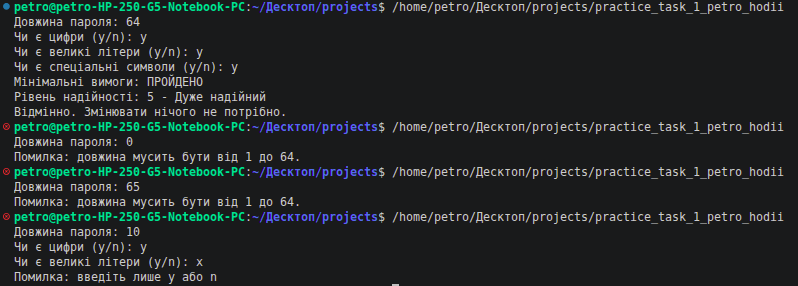 petro@petro-HP-250-G5-Notebook-PC:~/Десктоп/projects$ /home/petro/Десктоп/projects/practice_task_1_petro_hodii
Довжина пароля: 64
Чи є цифри (y/n): y
Чи є великі літери (y/n): y
Чи є спеціальні символи (y/n): y
Мінімальні вимоги: ПРОЙДЕНО
Рівень надійності: 5 - Дуже надійний
Відмінно. Змінювати нічого не потрібно.
petro@petro-HP-250-G5-Notebook-PC:~/Десктоп/projects$ /home/petro/Десктоп/projects/practice_task_1_petro_hodii
Довжина пароля: 0
Помилка: довжина мусить бути від 1 до 64.
petro@petro-HP-250-G5-Notebook-PC:~/Десктоп/projects$ /home/petro/Десктоп/projects/practice_task_1_petro_hodii
Довжина пароля: 65
Помилка: довжина мусить бути від 1 до 64.
petro@petro-HP-250-G5-Notebook-PC:~/Десктоп/projects$ /home/petro/Десктоп/projects/practice_task_1_petro_hodii
Довжина пароля: 10
Чи є цифри (y/n): y
Чи є великі літери (y/n): x
Помилка: введіть лише y або n